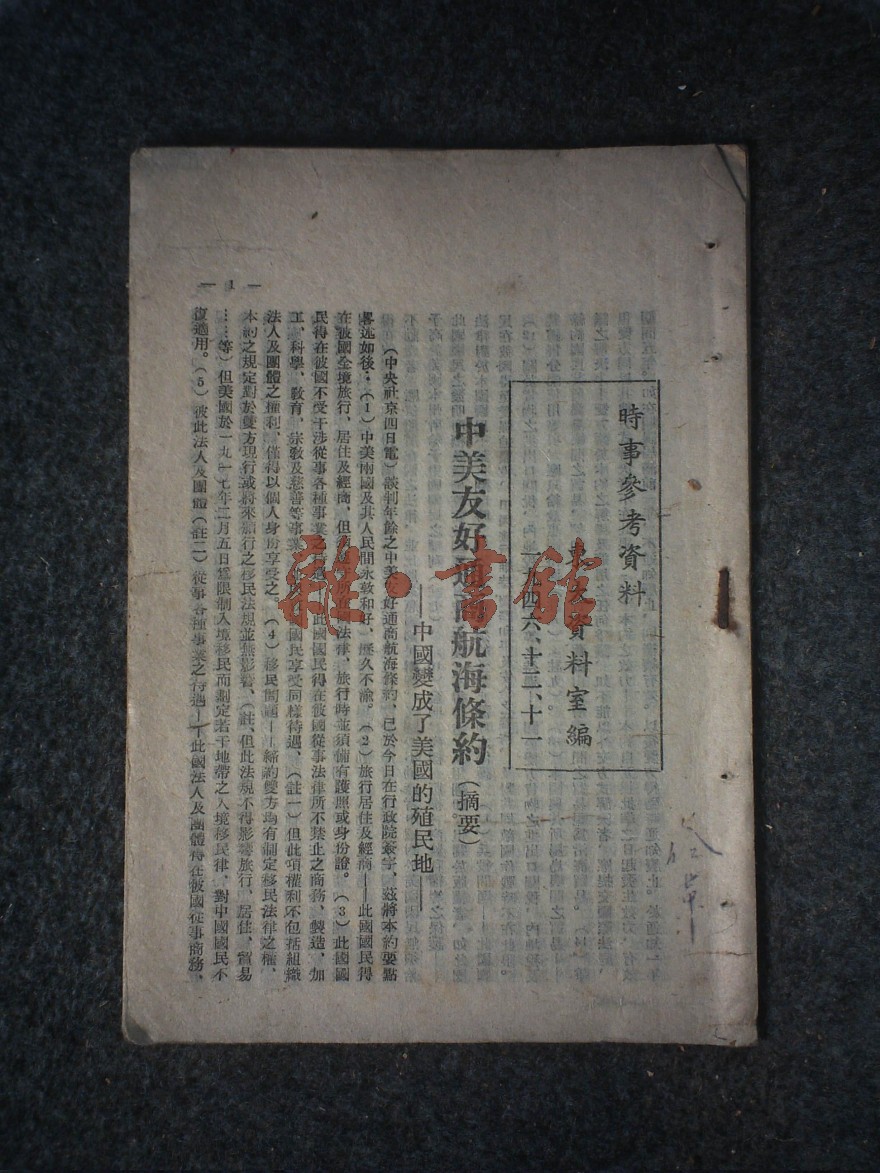 時事參考資料
資料室編
一九四六、十二、十一
中美友好通商航海條約（摘要）
——中國變成了美國的殖民地——
（中央社京四日電）談判年餘之中美友好通商航海條約、已於今日在行政院簽字、茲將本約要點
畧述如後：（1）中美兩國及其人民間永敦和好、歷久不渝。（2）旅行居住及經商——此國國民得
在彼國全境旅行、居住及經商、但須遵守所在國法律、旅行時並須備有護照或身份證。（3）此國國
民得在彼國不受干涉從事各種事業之待遇——此國國民得在彼國從事法律所不禁止之商務、製造、加
工、科學、教育、宗教及慈善等事業、國民享受同樣待遇、（註一）但此項權利不包括組織
法人及團體之權利、僅得以個人身份享受之。（4）移民問題——締約雙方均有制定移民法律之權、
本約之規定對於雙方現行或將來頒行之移民法規並無影響、（註、但此法規不得影響旅行、居住、貿易
……等）但美國於一九一七年二月五日爲限制入境移民而劃定若干地帶之入境移民律、對中國國民不
復適用。（5）彼此法人及團體（註二）從事各種事業之待遇——此國法人及團體得在彼國從事商務、
— 1 —
雜·書館